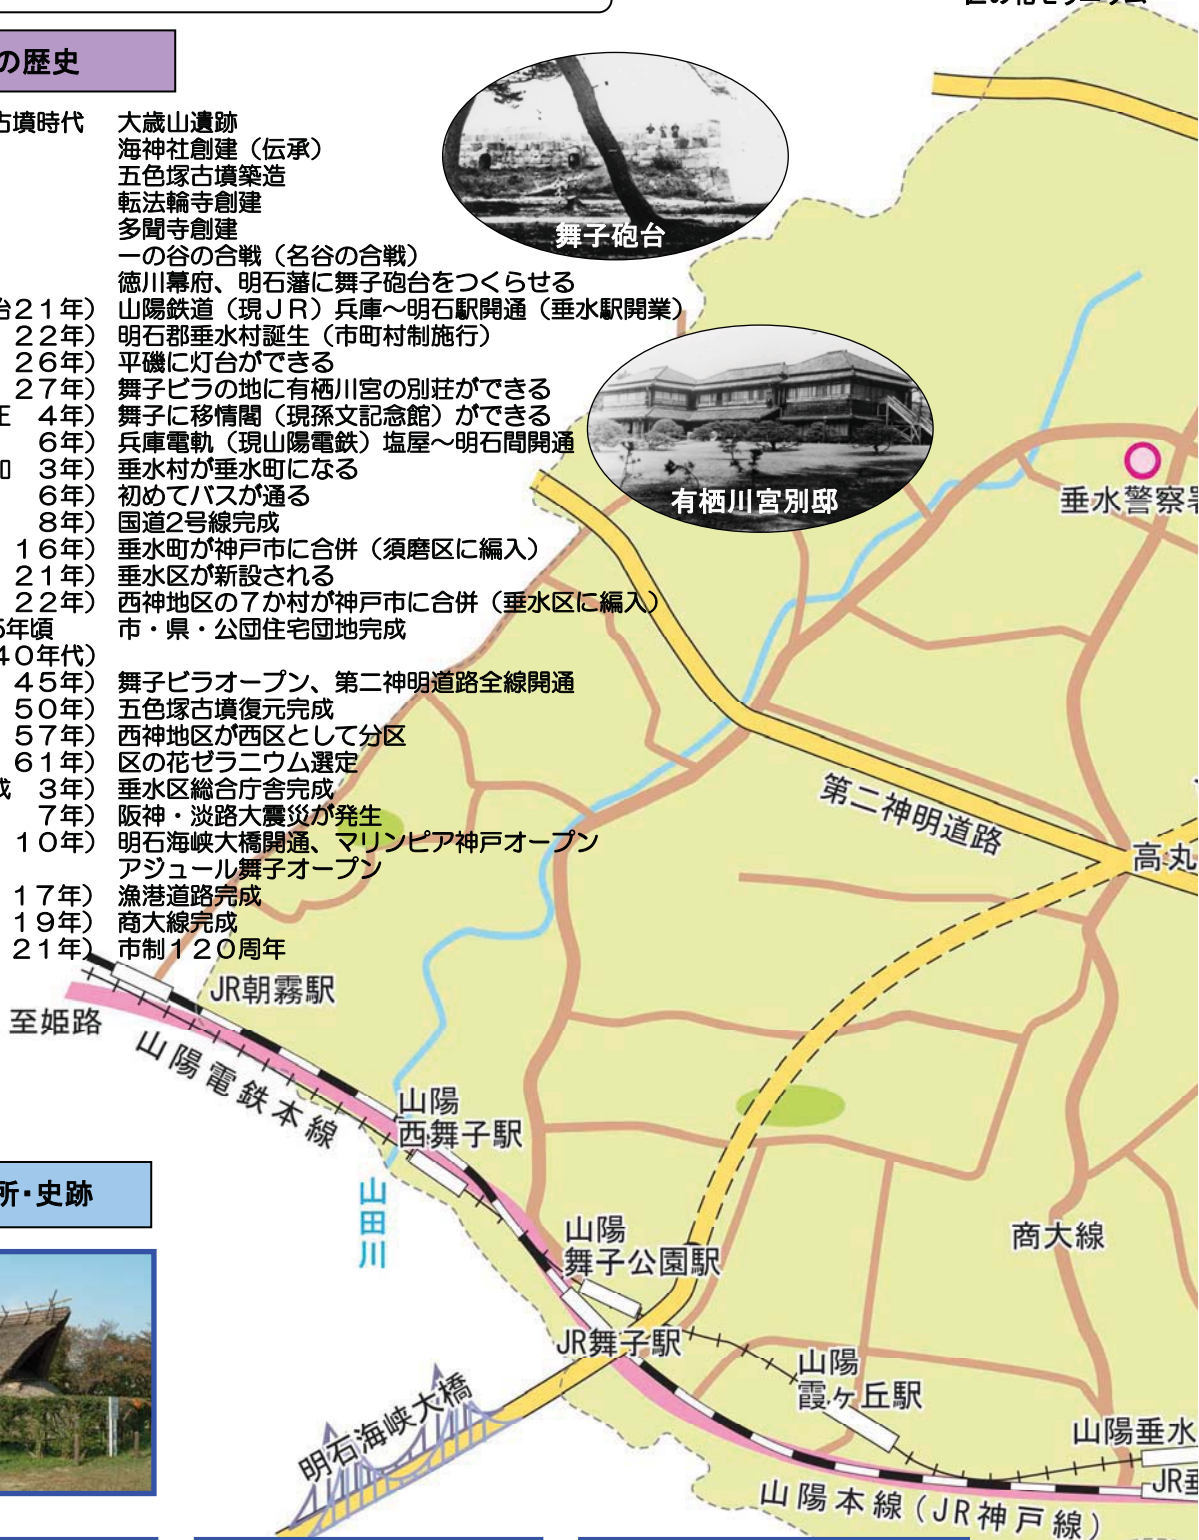 の歴史
古墳時代　大歳山遺跡
海神社創建（伝承）
五色塚古墳築造
転法輪寺創建
多聞寺創建
一の谷の合戦（名谷の合戦）
徳川幕府、明石藩に舞子砲台をつくらせる
治２１年）　山陽鉄道（現ＪＲ）兵庫～明石駅開通（垂水駅開業）
２２年）　明石郡垂水村誕生（市町村制施行）
２６年）　平磯に灯台ができる
２７年）　舞子ビラの地に有栖川宮の別荘ができる
正　４年）　舞子に移情閣（現孫文記念館）ができる
６年）　兵庫電軌（現山陽電鉄）塩屋～明石間開通
和　３年）　垂水村が垂水町になる
６年）　初めてバスが通る
８年）　国道2号線完成
１６年）　垂水町が神戸市に合併（須磨区に編入）
２１年）　垂水区が新設される
２２年）　西神地区の７か村が神戸市に合併（垂水区に編入）
5年頃　市・県・公団住宅団地完成
４０年代）
４５年）　舞子ビラオープン、第二神明道路全線開通
５０年）　五色塚古墳復元完成
５７年）　西神地区が西区として分区
６１年）　区の花ゼラニウム選定
成　３年）　垂水区総合庁舎完成
７年）　阪神・淡路大震災が発生
１０年）　明石海峡大橋開通、マリンピア神戸オープン
アジュール舞子オープン
１７年）　漁港道路完成
１９年）　商大線完成
２１年）　市制１２０周年
舞子砲台
有栖川宮別邸
垂水警察署
第二神明道路
高丸
JR朝霧駅
至姫路
山陽電鉄本線
山陽
西舞子駅
山田川
所・史跡
山陽
舞子公園駅
商大線
JR舞子駅
山陽
霞ヶ丘駅
明石海峡大橋
山陽垂水
JR垂
山陽本線（JR神戸線）